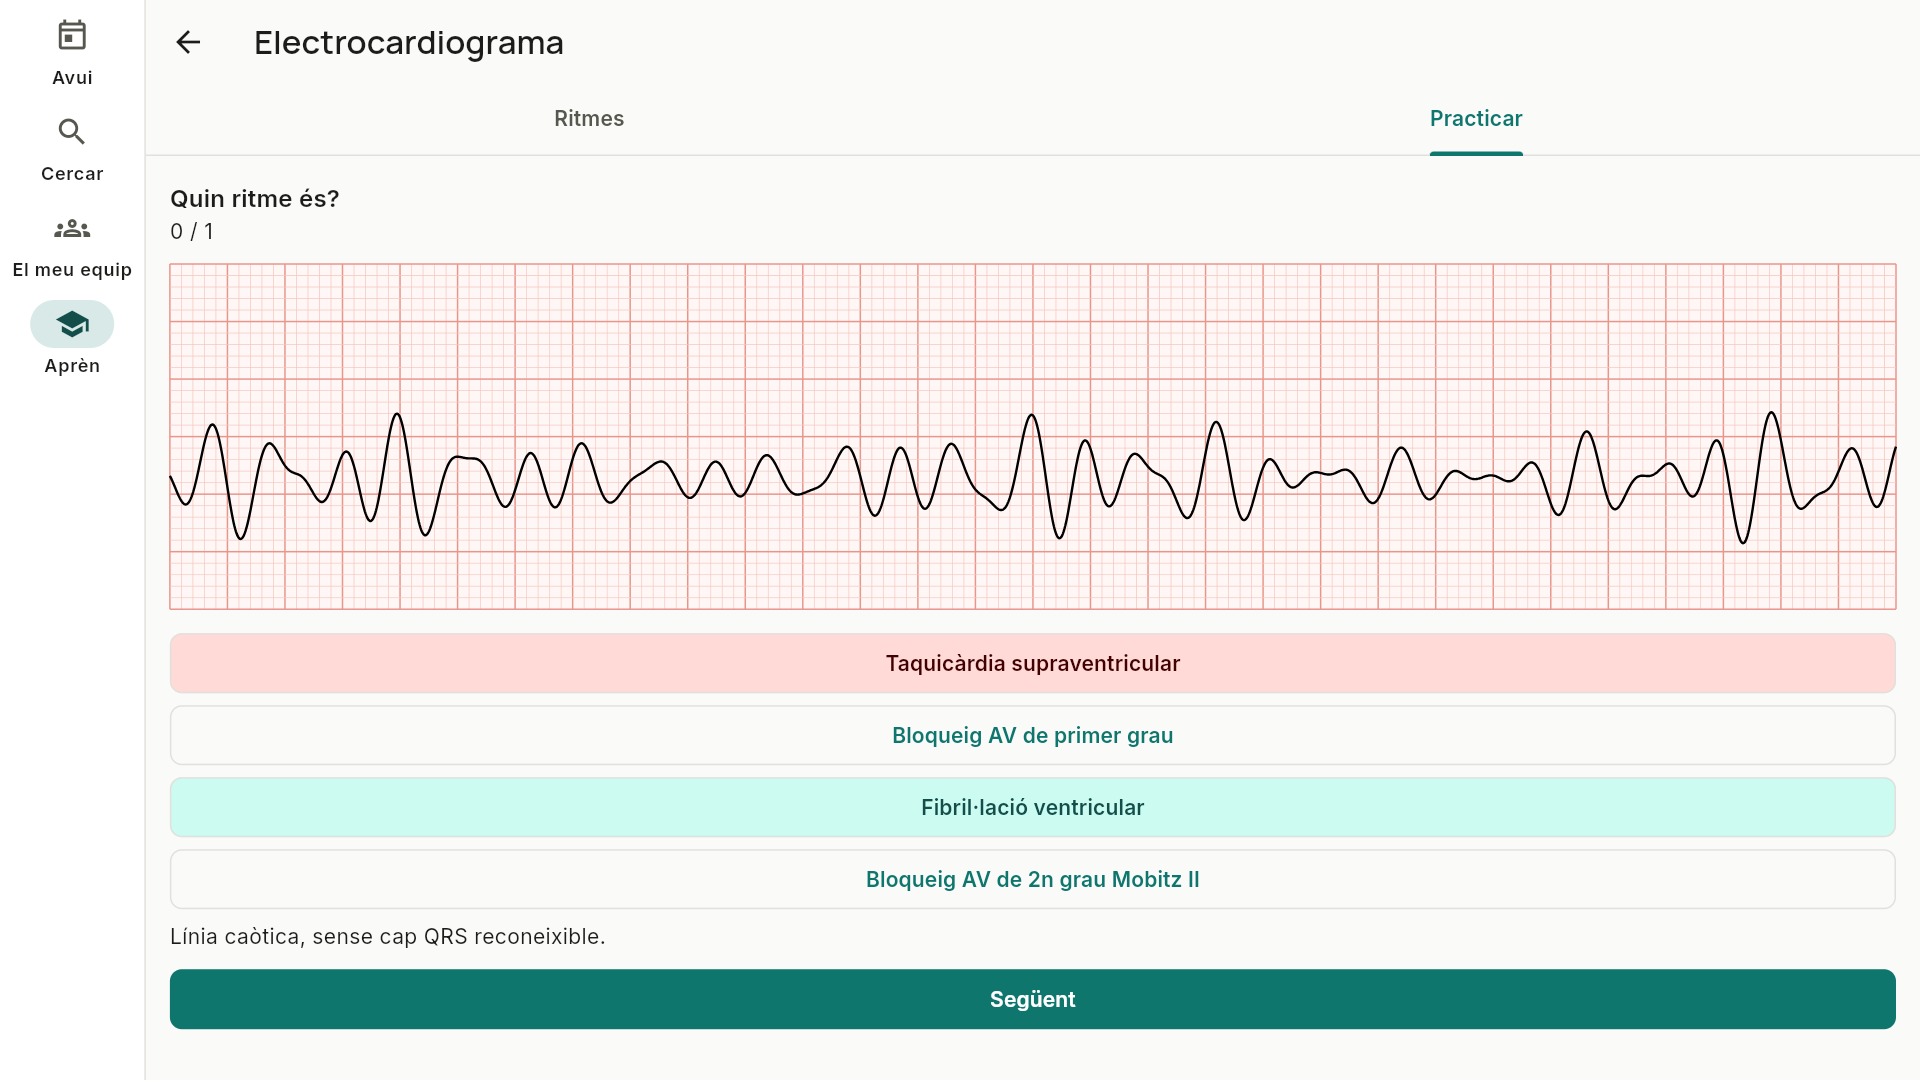 Avui
Cercar
El meu equip
Aprèn
Electrocardiograma
Ritmes
Practicar
Quin ritme és?
0 / 1
Taquicàrdia supraventricular
Bloqueig AV de primer grau
Fibril·lació ventricular
Bloqueig AV de 2n grau Mobitz II
Línia caòtica, sense cap QRS reconeixible.
Següent